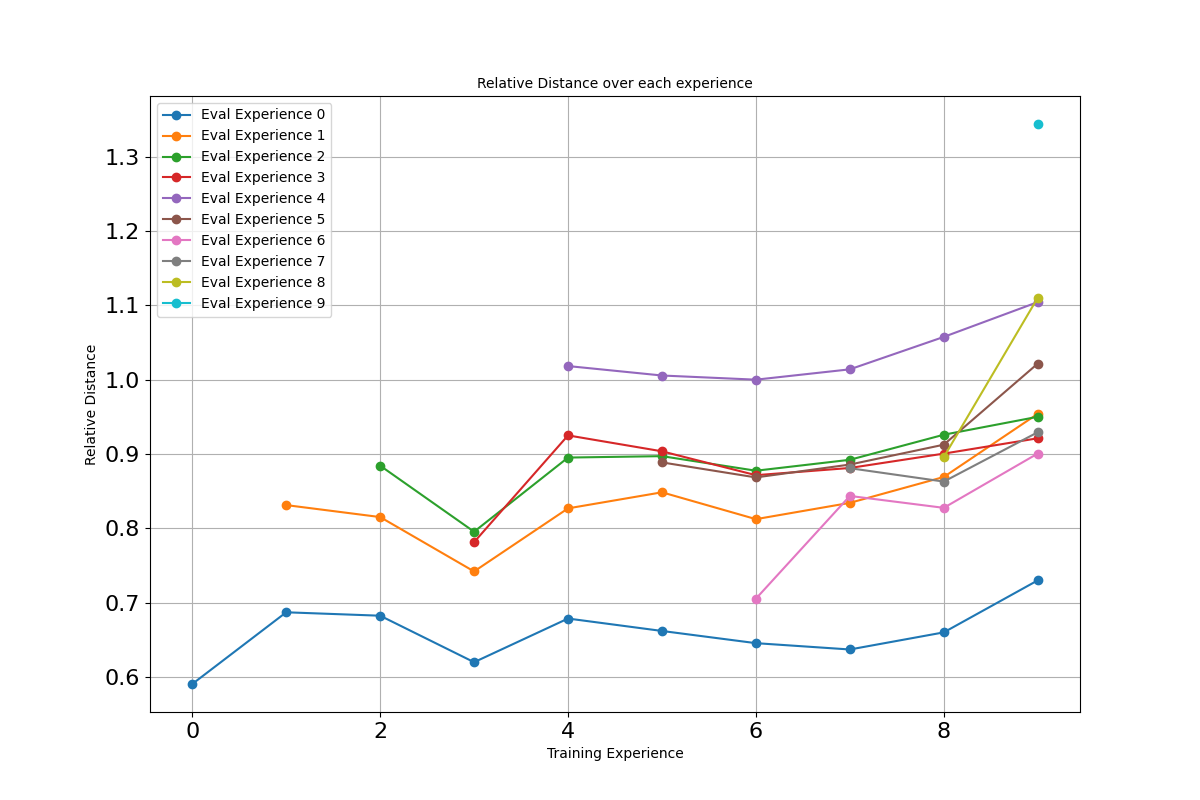 Relative Distance over each experience
Eval Experience 0
Eval Experience 1
Eval Experience 2
Eval Experience 3
Eval Experience 4
Eval Experience 5
Eval Experience 6
Eval Experience 7
Eval Experience 8
Eval Experience 9
1.3
1.2
1.1
1.0
0.9
0.8
0.7
0.6
Relative Distance
0 2 4 6 8
Training Experience